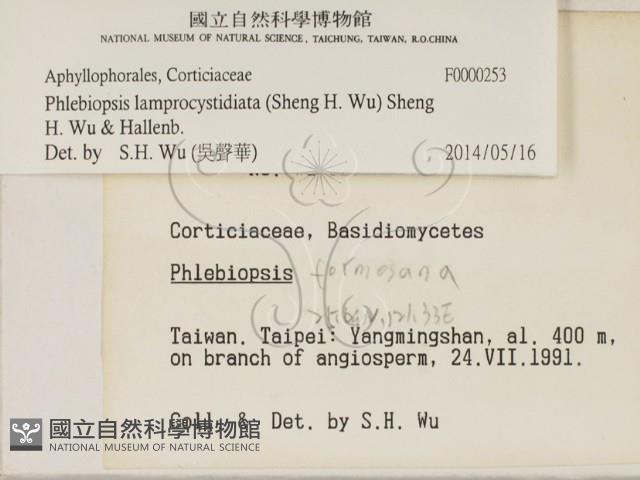 國立自然科學博物館
NATIONAL MUSEUM OF NATURAL SCIENCE, TAICHUNG, TAIWAN, R.O.CHINA
Aphyllophorales, Corticiaceae F0000253
Phlebiopsis lamprocystidiata (Sheng H. Wu) Sheng
H. Wu & Hallenb.
Det. by S.H. Wu (吳聲華) 2014/05/16
No.
Corticiaceae, Basidiomycetes
Phlebiopsis formosana
121.33E
Taiwan. Taipei: Yangmingshan, al. 400 m,
on branch of angiosperm, 24.VII.1991.
Coll. & Det. by S.H. Wu
國立自然科學博物館
NATIONAL MUSEUM OF NATURAL SCIENCE